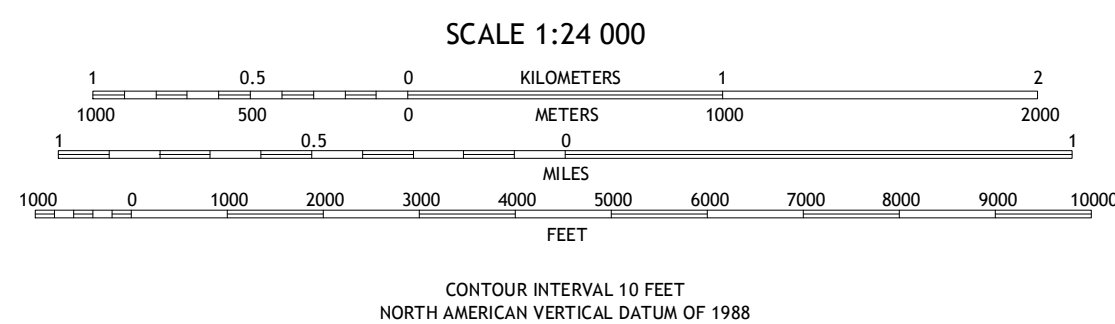 SCALE 1:24 000
1 0.5 0 KILOMETERS 1 2
1000 500 0 METERS 1000 2000
1 0.5 0 1
MILES
1000 0 1000 2000 3000 4000 5000 6000 7000 8000 9000 10000
FEET
CONTOUR INTERVAL 10 FEET
NORTH AMERICAN VERTICAL DATUM OF 1988